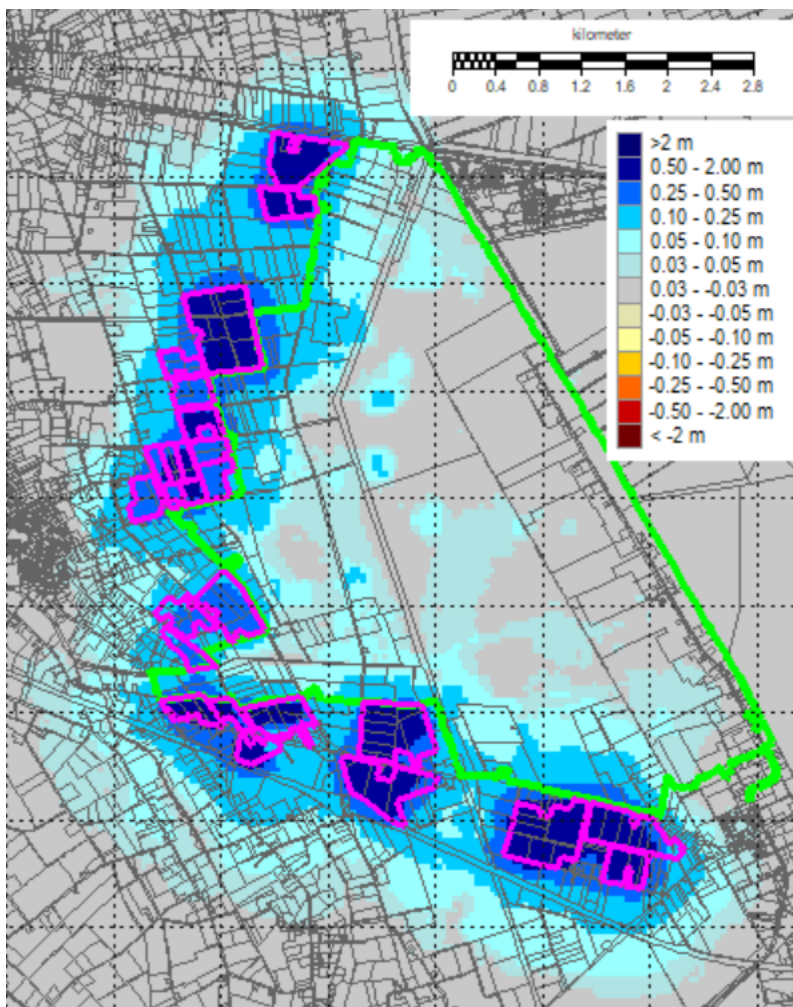 kilometer
0 0.4 0.8 1.2 1.6 2 2.4 2.8
>2 m
0.50 - 2.00 m
0.25 - 0.50 m
0.10 - 0.25 m
0.05 - 0.10 m
0.03 - 0.05 m
0.03 - -0.03 m
-0.03 - -0.05 m
-0.05 - -0.10 m
-0.10 - -0.25 m
-0.25 - -0.50 m
-0.50 - -2.00 m
< -2 m